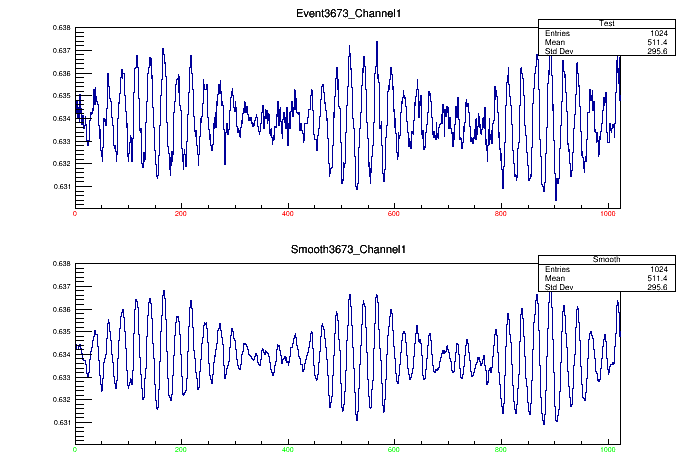 Event3673_Channel1
Test
Entries 1024
Mean 511.4
Std Dev 295.6
0.638
0.637
0.636
0.635
0.634
0.633
0.632
0.631
0 200 400 600 800 1000
Smooth3673_Channel1
Smooth
Entries 1024
Mean 511.4
Std Dev 295.6
0.638
0.637
0.636
0.635
0.634
0.633
0.632
0.631
0 200 400 600 800 1000